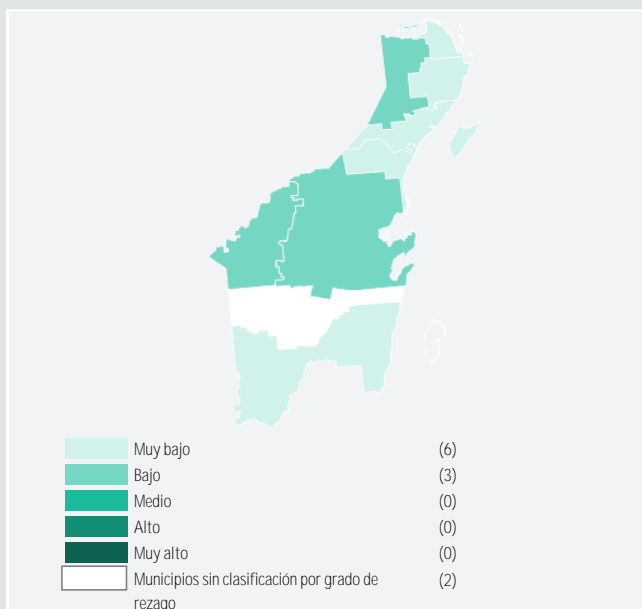 Muy bajo (6)
Bajo (3)
Medio (0)
Alto (0)
Muy alto (0)
Municipios sin clasificación por grado de (2)
rezago